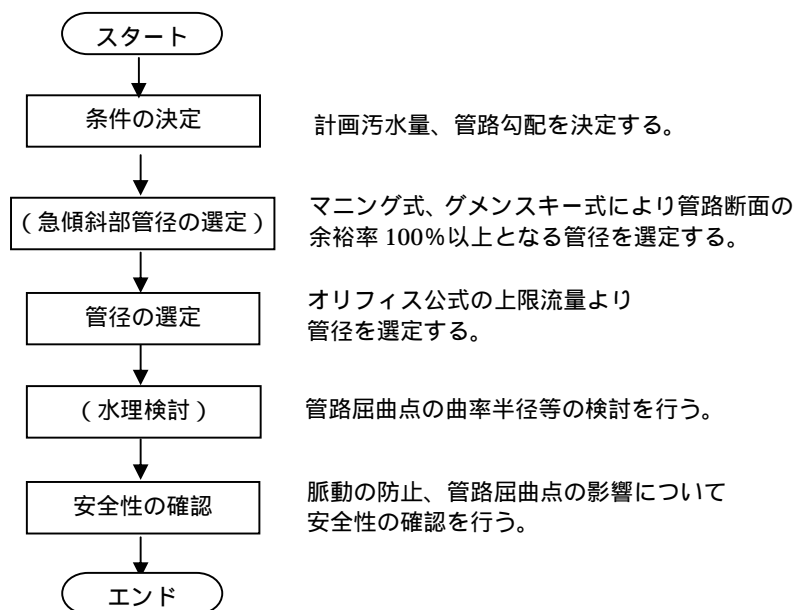 スタート
条件の決定
計画汚水量、管路勾配を決定する。
(急傾斜部管径の選定)
マニング式、グメンスキー式により管路断面の
余裕率 100%以上となる管径を選定する。
管径の選定
オリフィス公式の上限流量より
管径を選定する。
(水理検討)
管路屈曲点の曲率半径等の検討を行う。
安全性の確認
脈動の防止、管路屈曲点の影響について
安全性の確認を行う。
エンド